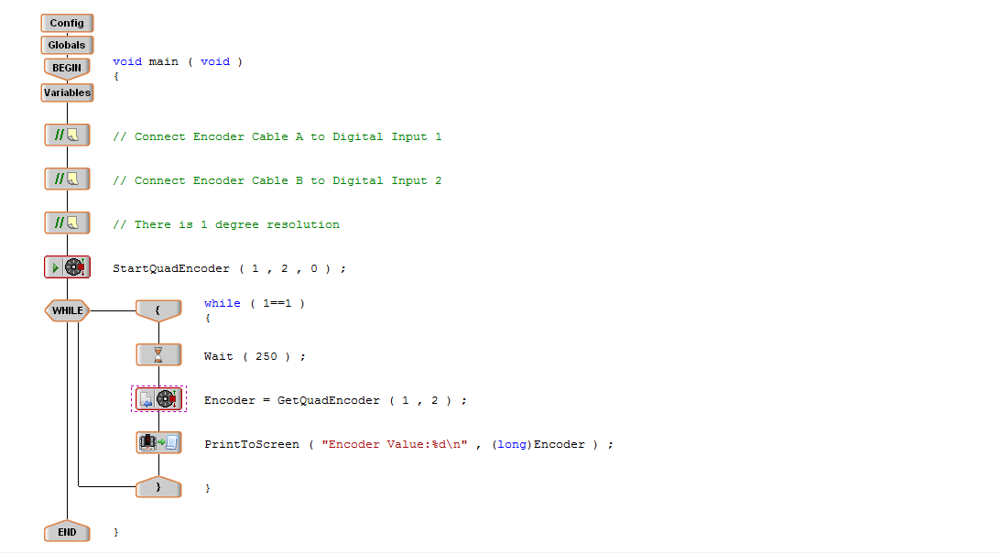 Config
Globals
BEGIN
void main ( void )
{
Variables
// // Connect Encoder Cable A to Digital Input 1
// // Connect Encoder Cable B to Digital Input 2
// // There is 1 degree resolution
StartQuadEncoder ( 1 , 2 , 0 ) ;
WHILE { while ( 1==1 )
{
Wait ( 250 ) ;
Encoder = GetQuadEncoder ( 1 , 2 ) ;
PrintToScreen ( "Encoder Value:%d\n" , (long)Encoder ) ;
} }
END }